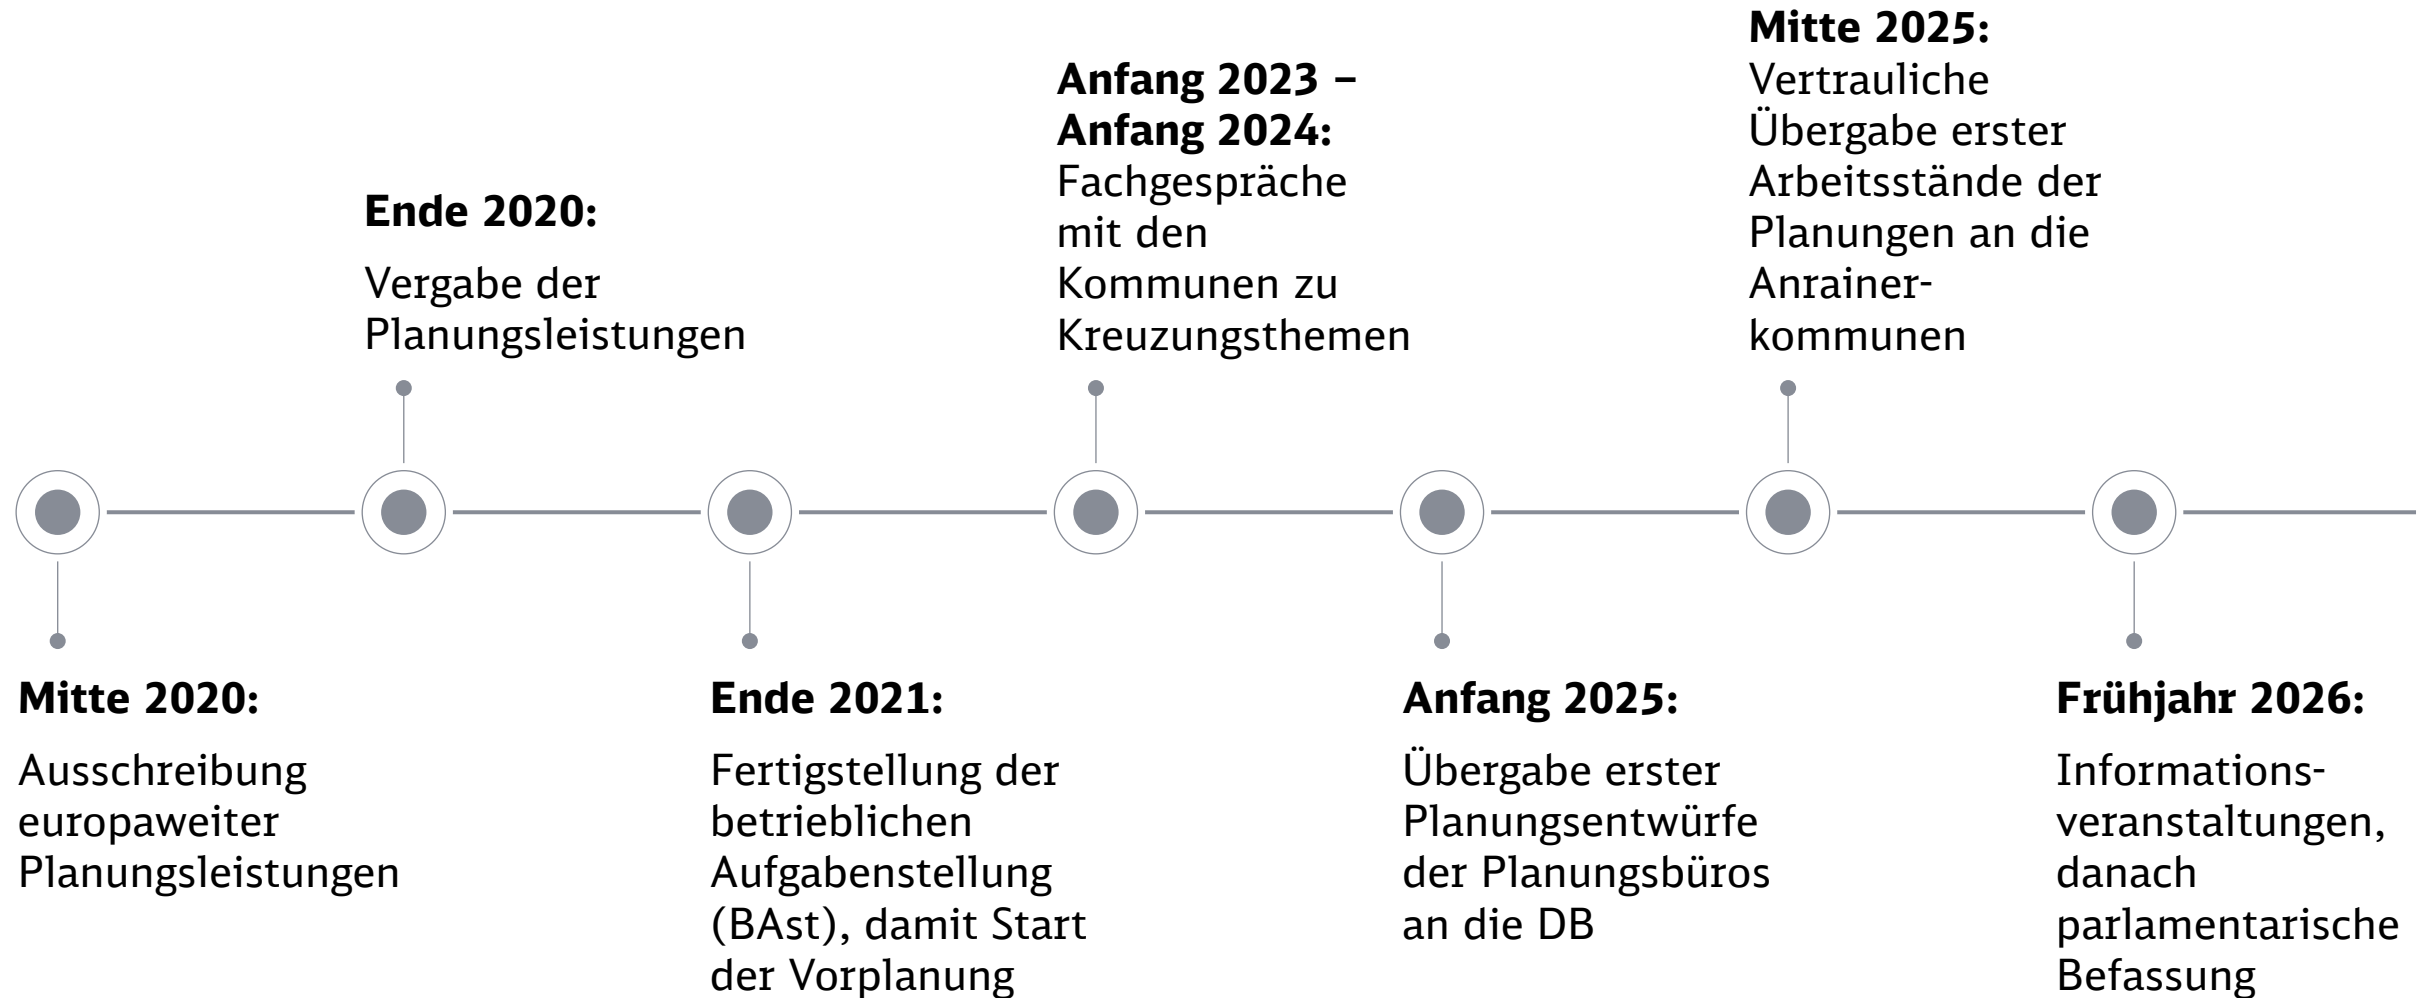 Mitte 2020:
Ausschreibung
europaweiter
Planungsleistungen
Ende 2020:
Vergabe der
Planungsleistungen
Ende 2021:
Fertigstellung der
betrieblichen
Aufgabenstellung
(BAst), damit Start
der Vorplanung
Anfang 2023 –
Anfang 2024:
Fachgespräche
mit den
Kommunen zu
Kreuzungsthemen
Anfang 2025:
Übergabe erster
Planungsentwürfe
der Planungsbüros
an die DB
Mitte 2025:
Vertrauliche
Übergabe erster
Arbeitsstände der
Planungen an die
Anrainer-
kommunen
Frühjahr 2026:
Informations-
veranstaltungen,
danach
parlamentarische
Befassung